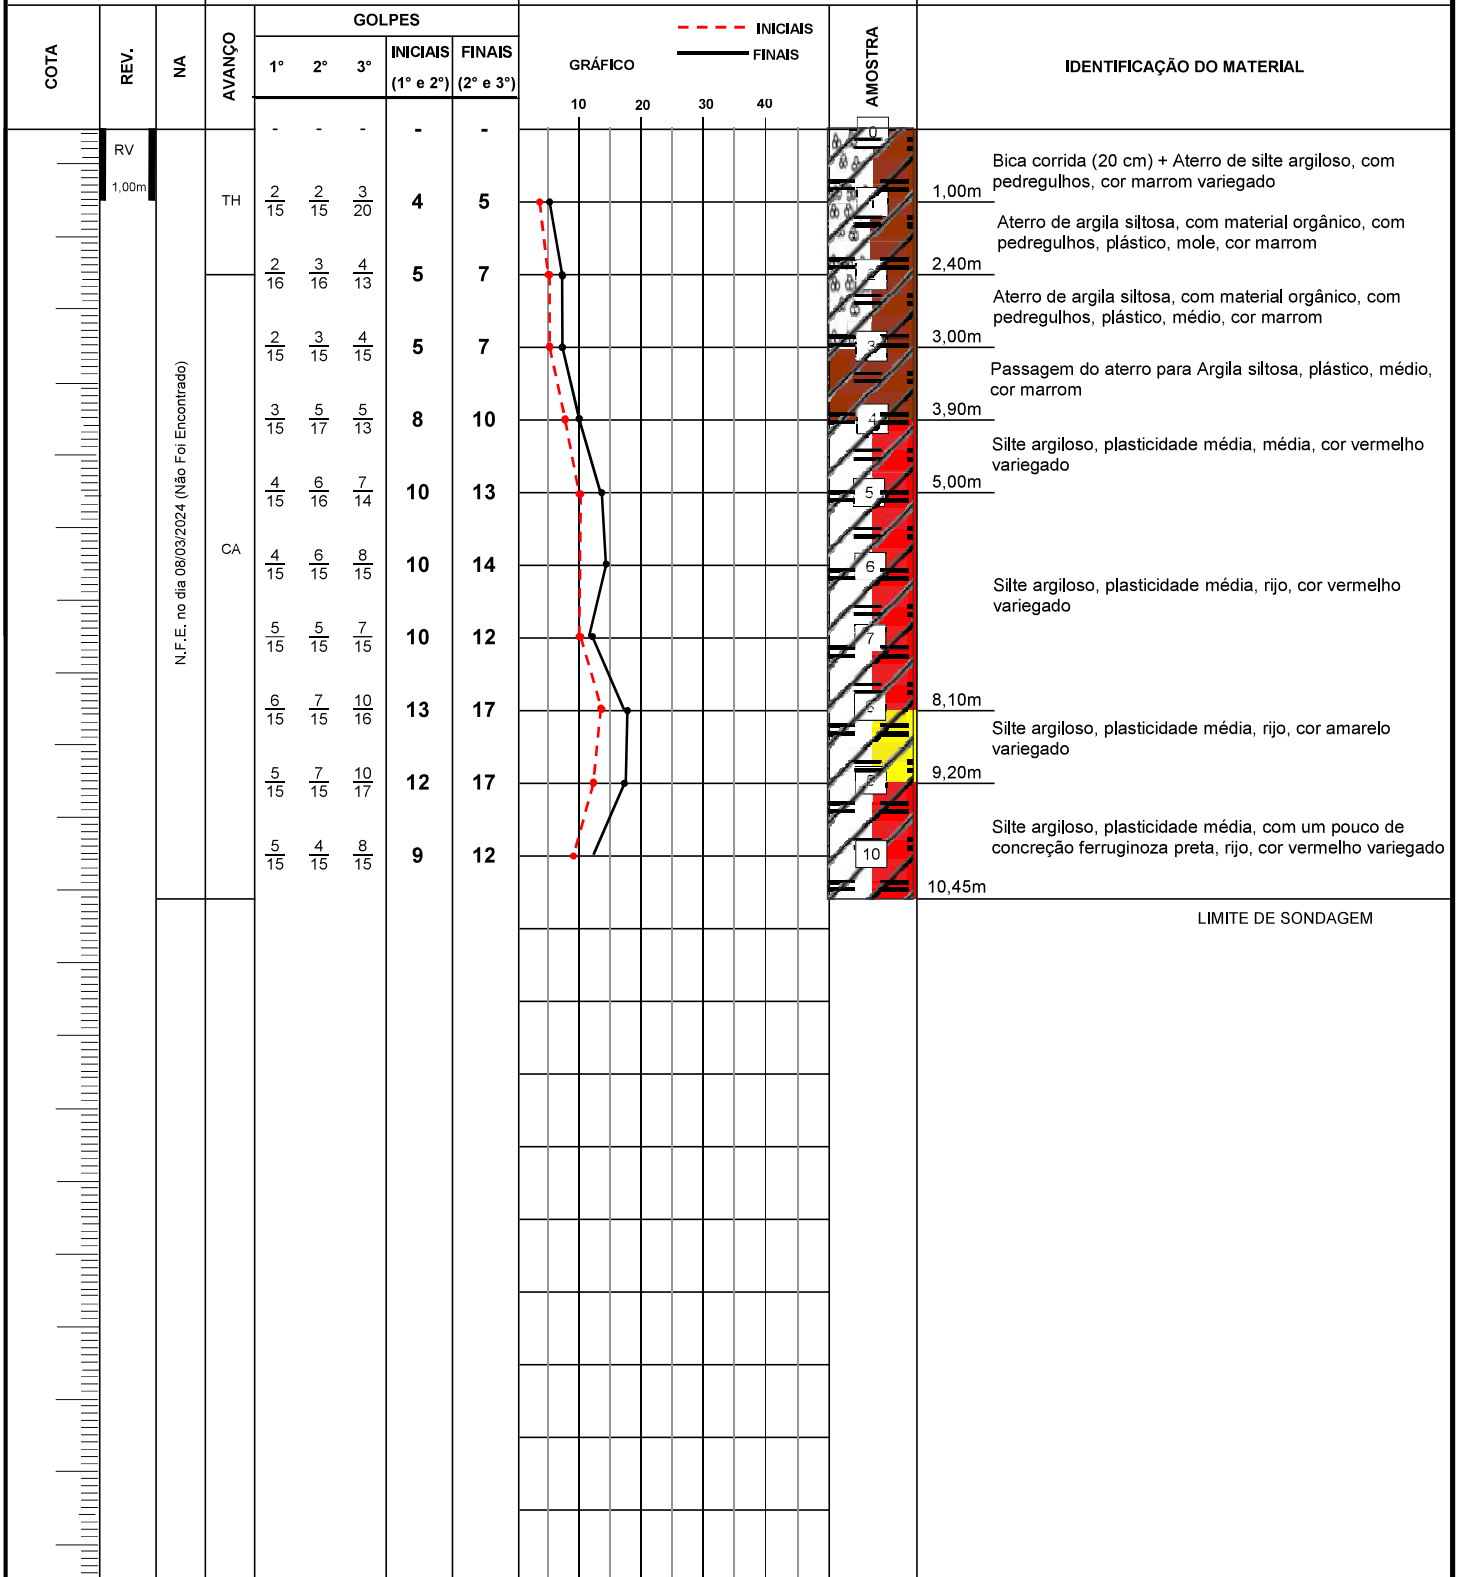 COTA
REV.
NA
AVANÇO
GOLPES
1° 2° 3°
INICIAIS
(1° e 2°)
FINAIS
(2° e 3°)
GRÁFICO
INICIAIS
FINAIS
10 20 30 40
AMOSTRA
IDENTIFICAÇÃO DO MATERIAL
RV
1,00m
N.F.E. no dia 08/03/2024 (Não Foi Encontrado)
TH
CA
- - - - -
2/15 2/15 3/20 4 5
2/16 3/16 4/13 5 7
2/15 3/15 4/15 5 7
3/15 5/17 5/13 8 10
4/15 6/16 7/14 10 13
4/15 6/15 8/15 10 14
5/15 5/15 7/15 10 12
6/15 7/15 10/16 13 17
5/15 7/15 10/17 12 17
5/15 4/15 8/15 9 12
0
2
3
4
5
6
7
10
Bica corrida (20 cm) + Aterro de silte argiloso, com
pedregulhos, cor marrom variegado
1,00m
Aterro de argila siltosa, com material orgânico, com
pedregulhos, plástico, mole, cor marrom
2,40m
Aterro de argila siltosa, com material orgânico, com
pedregulhos, plástico, médio, cor marrom
3,00m
Passagem do aterro para Argila siltosa, plástico, médio,
cor marrom
3,90m
Silte argiloso, plasticidade média, média, cor vermelho
variegado
5,00m
Silte argiloso, plasticidade média, rijo, cor vermelho
variegado
8,10m
Silte argiloso, plasticidade média, rijo, cor amarelo
variegado
9,20m
Silte argiloso, plasticidade média, com um pouco de
concreção ferruginoza preta, rijo, cor vermelho variegado
10,45m
LIMITE DE SONDAGEM